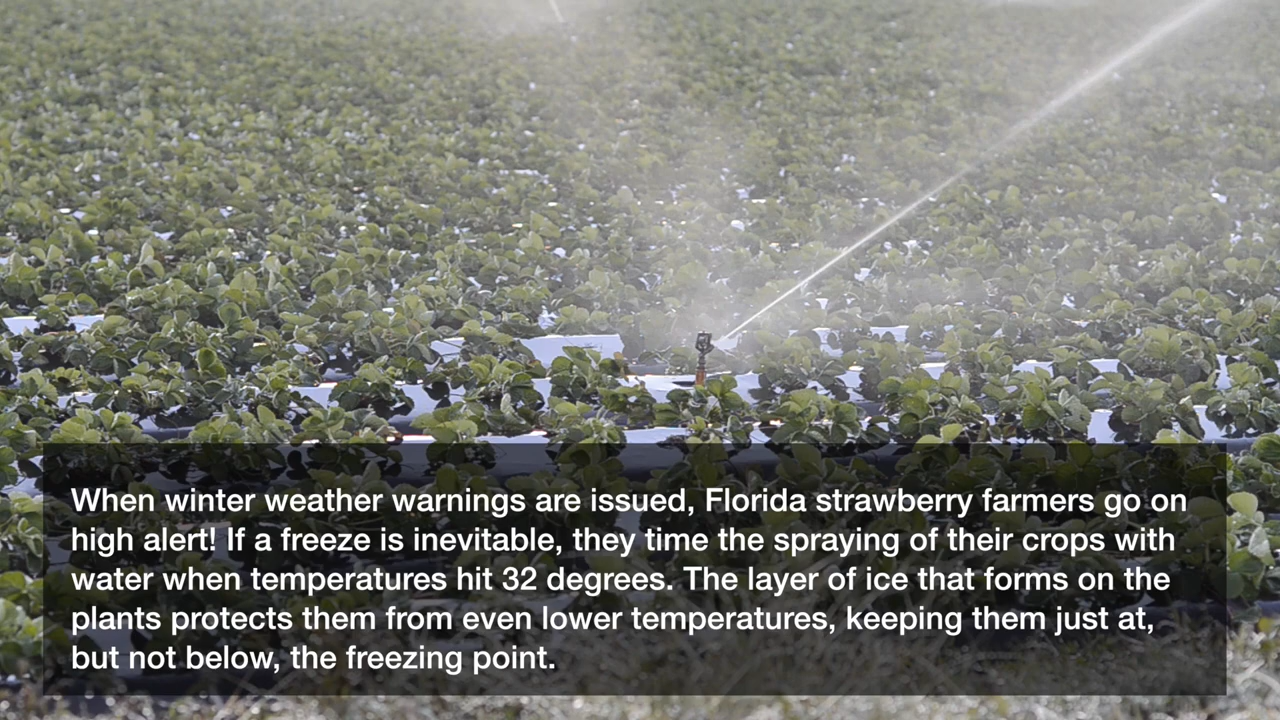 When winter weather warnings are issued, Florida strawberry farmers go on
high alert! If a freeze is inevitable, they time the spraying of their crops with
water when temperatures hit 32 degrees. The layer of ice that forms on the
plants protects them from even lower temperatures, keeping them just at,
but not below, the freezing point.